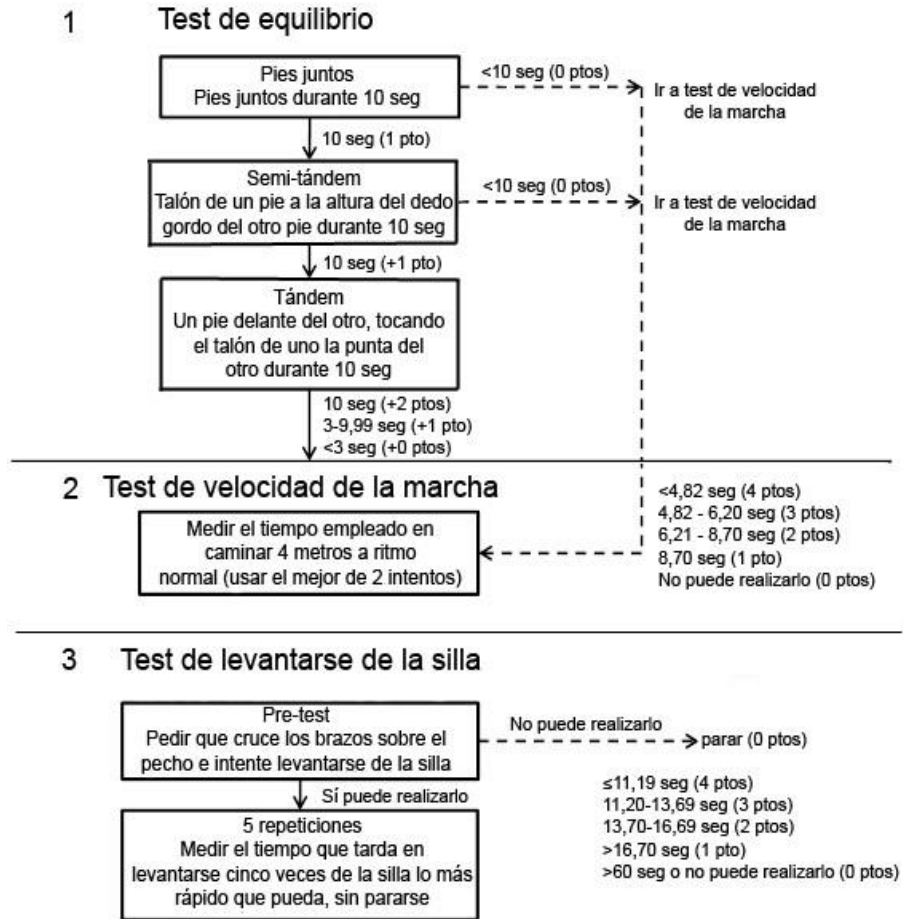 1 Test de equilibrio
Pies juntos
Pies juntos durante 10 seg
<10 seg (0 ptos)
Ir a test de velocidad
de la marcha
10 seg (1 pto)
Semi-tándem
Talón de un pie a la altura del dedo
gordo del otro pie durante 10 seg
<10 seg (0 ptos)
Ir a test de velocidad
de la marcha
10 seg (+1 pto)
Tándem
Un pie delante del otro, tocando
el talón de uno la punta del
otro durante 10 seg
10 seg (+2 ptos)
3-9,99 seg (+1 pto)
<3 seg (+0 ptos)
2 Test de velocidad de la marcha
Medir el tiempo empleado en
caminar 4 metros a ritmo
normal (usar el mejor de 2 intentos)
<4,82 seg (4 ptos)
4,82 - 6,20 seg (3 ptos)
6,21 - 8,70 seg (2 ptos)
8,70 seg (1 pto)
No puede realizarlo (0 ptos)
3 Test de levantarse de la silla
Pre-test
Pedir que cruce los brazos sobre el
pecho e intente levantarse de la silla
No puede realizarlo
parar (0 ptos)
Sí puede realizarlo
5 repeticiones
Medir el tiempo que tarda en
levantarse cinco veces de la silla lo más
rápido que pueda, sin pararse
≤11,19 seg (4 ptos)
11,20-13,69 seg (3 ptos)
13,70-16,69 seg (2 ptos)
>16,70 seg (1 pto)
>60 seg o no puede realizarlo (0 ptos)